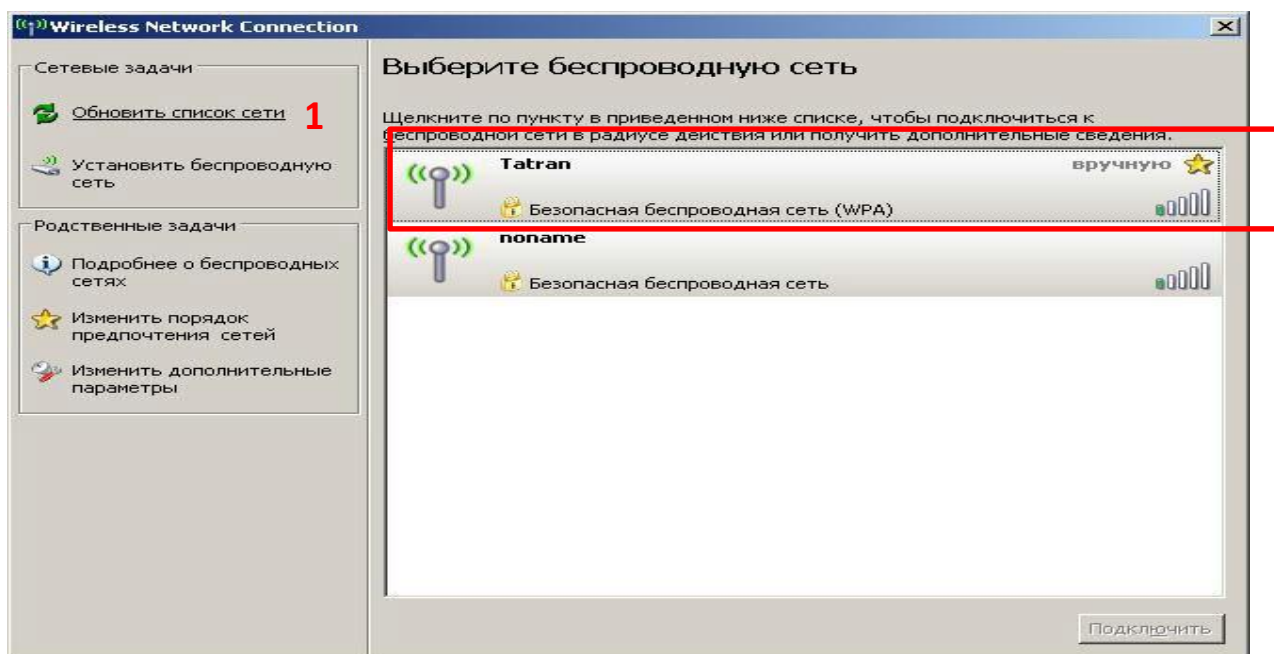 Wireless Network Connection
Сетевые задачи
Обновить список сети 1
Установить беспроводную
сеть
Родственные задачи
Подробнее о беспроводных
сетях
Изменить порядок
предпочтения сетей
Изменить дополнительные
параметры
Выберите беспроводную сеть
Щелкните по пункту в приведенном ниже списке, чтобы подключиться к
беспроводной сети в радиусе действия или получить дополнительные сведения.
Tatran вручную
Безопасная беспроводная сеть (WPA)
noname
Безопасная беспроводная сеть
Подключить